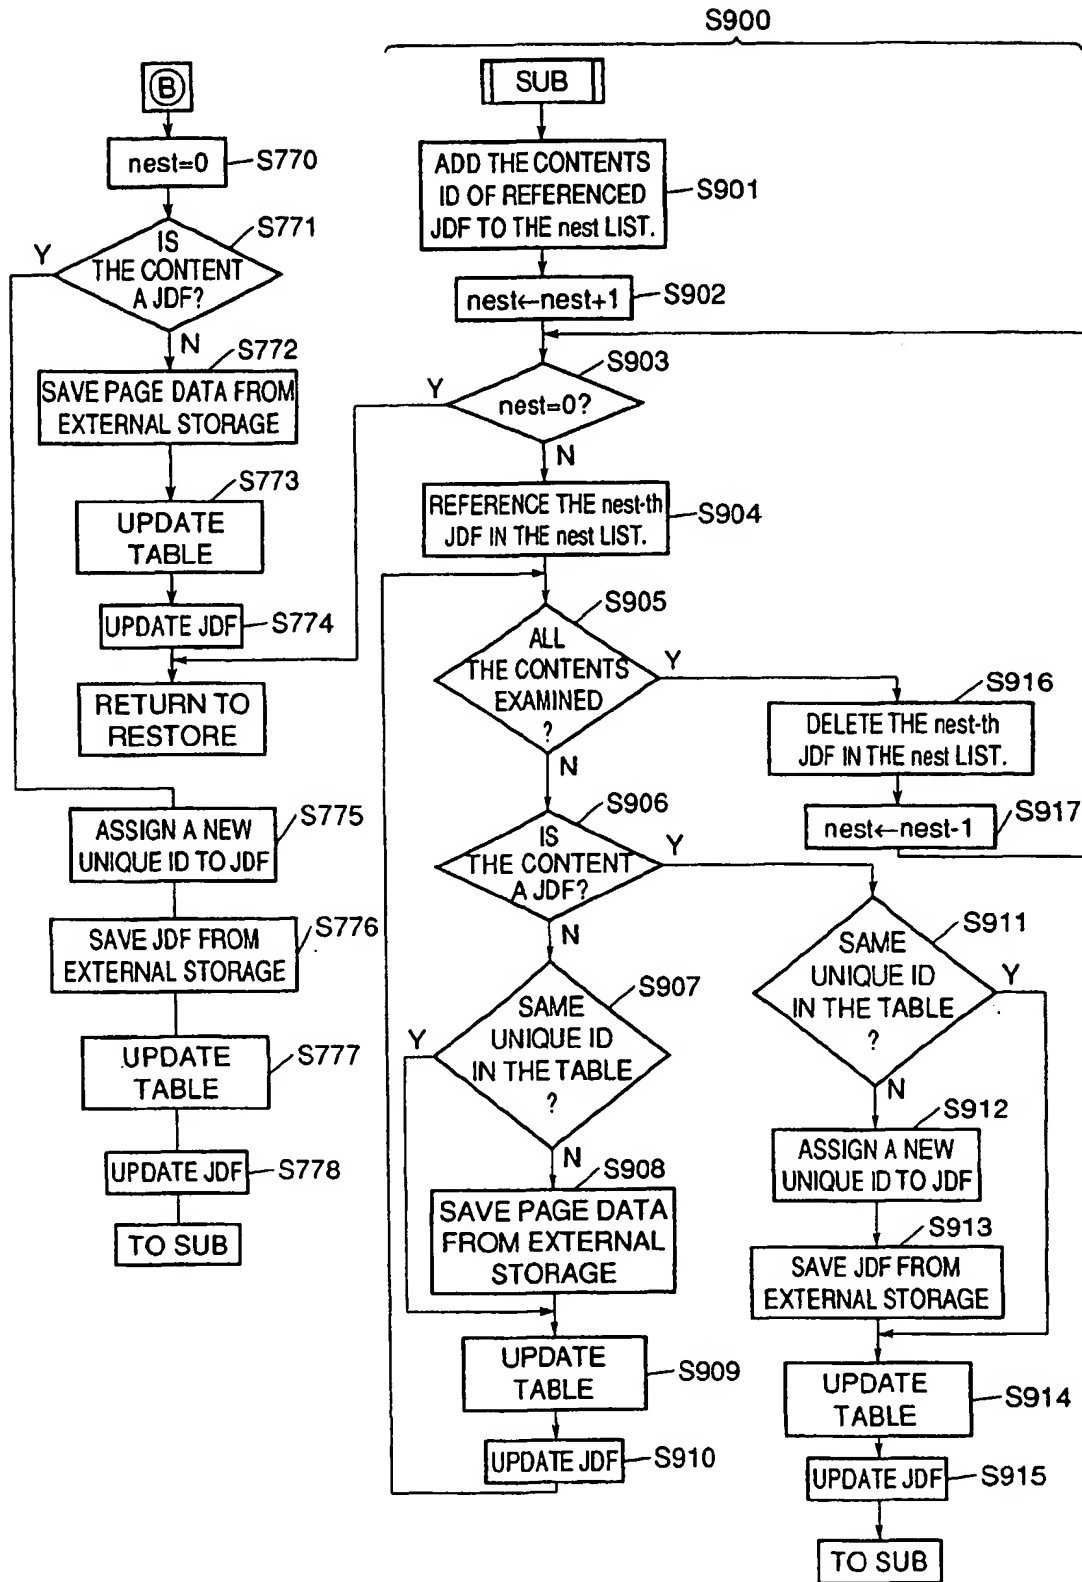 S900
B
nest=0
S770
IS
THE CONTENT
A JDF?
S771
Y
N
S772
SAVE PAGE DATA FROM
EXTERNAL STORAGE
S773
UPDATE
TABLE
UPDATE JDF
S774
RETURN TO
RESTORE
S775
ASSIGN A NEW
UNIQUE ID TO JDF
S776
SAVE JDF FROM
EXTERNAL STORAGE
UPDATE
TABLE
S777
UPDATE JDF
S778
TO SUB
SUB
ADD THE CONTENTS
ID OF REFERENCED
JDF TO THE nest LIST.
S901
nest←nest+1
S902
S903
nest=0?
Y
N
REFERENCE THE nest-th
JDF IN THE nest LIST.
S904
S905
ALL
THE CONTENTS
EXAMINED
?
Y
N
S906
IS
THE CONTENT
A JDF?
Y
N
S907
SAME
UNIQUE ID
IN THE TABLE
?
Y
N
S908
SAVE PAGE DATA
FROM EXTERNAL
STORAGE
UPDATE
TABLE
S909
UPDATE JDF
S910
S916
DELETE THE nest-th
JDF IN THE nest LIST.
nest←nest-1
S917
S911
SAME
UNIQUE ID
IN THE TABLE
?
Y
N
S912
ASSIGN A NEW
UNIQUE ID TO JDF
S913
SAVE JDF FROM
EXTERNAL STORAGE
UPDATE
TABLE
S914
UPDATE JDF
S915
TO SUB